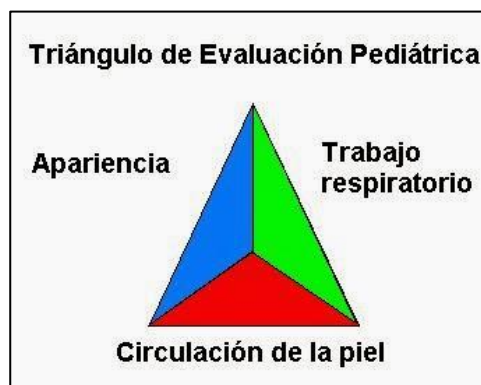 Triángulo de Evaluación Pediátrica
Apariencia
Trabajo
respiratorio
Circulación de la piel